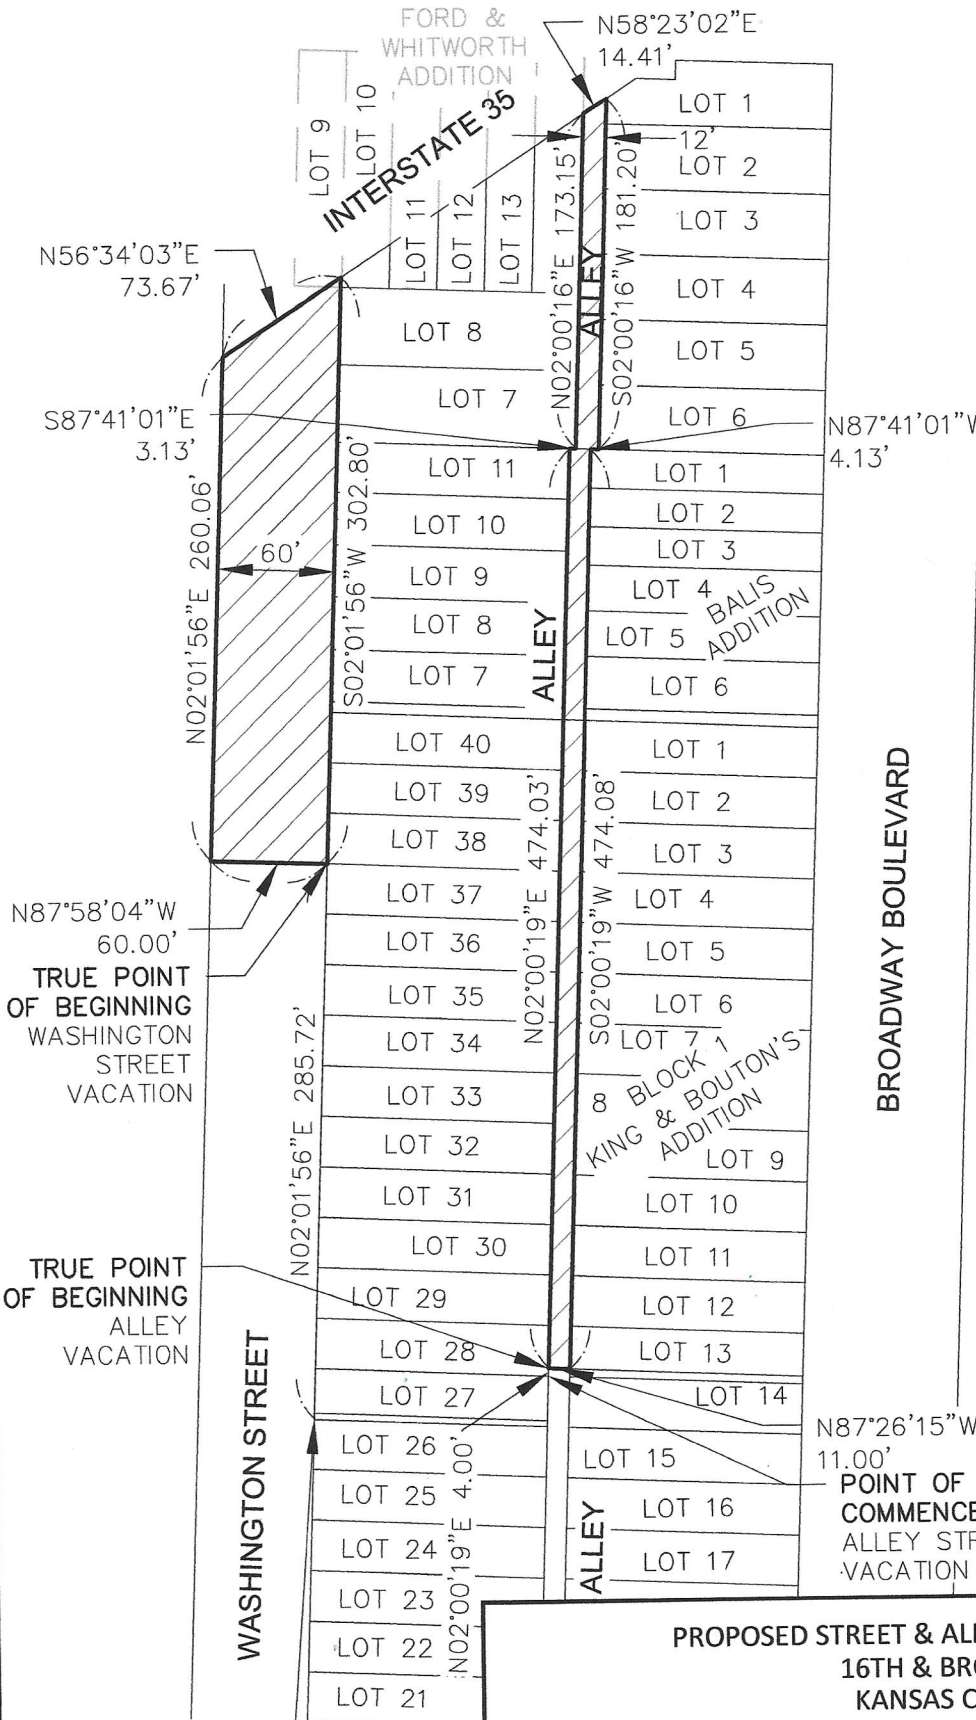 FORD &
WHITWORTH
ADDITION
N58°23'02"E
14.41'
LOT 9
LOT 10
INTERSTATE 35
LOT 11
LOT 12
LOT 13
12'
LOT 1
LOT 2
LOT 3
LOT 4
LOT 5
LOT 6
N02°00'16"E 173.15'
ALLEY
S02°00'16"W 181.20'
N56°34'03"E
73.67'
LOT 8
LOT 7
S87°41'01"E
3.13'
N87°41'01"W
4.13'
N02°01'56"E 260.06'
60'
S02°01'56"W 302.80'
LOT 11
LOT 10
LOT 9
LOT 8
LOT 7
ALLEY
LOT 1
LOT 2
LOT 3
LOT 4
LOT 5
LOT 6
BALIS
ADDITION
LOT 40
LOT 39
LOT 38
LOT 37
LOT 36
LOT 35
LOT 34
LOT 33
LOT 32
LOT 31
LOT 30
LOT 29
LOT 28
LOT 27
N02°00'19"E 474.03'
S02°00'19"W 474.08'
LOT 1
LOT 2
LOT 3
LOT 4
LOT 5
LOT 6
LOT 7
8
BLOCK 1
KING & BOUTON'S
ADDITION
LOT 9
LOT 10
LOT 11
LOT 12
LOT 13
LOT 14
BROADWAY BOULEVARD
N87°58'04"W
60.00'
TRUE POINT
OF BEGINNING
WASHINGTON
STREET
VACATION
N02°01'56"E 285.72'
TRUE POINT
OF BEGINNING
ALLEY
VACATION
WASHINGTON STREET
LOT 26
LOT 25
LOT 24
LOT 23
LOT 22
LOT 21
N02°00'19"E 4.00'
ALLEY
LOT 15
LOT 16
LOT 17
N87°26'15"W
11.00'
POINT OF
COMMENCE
ALLEY STR
VACATION
PROPOSED STREET & ALL
16TH & BRO
KANSAS C